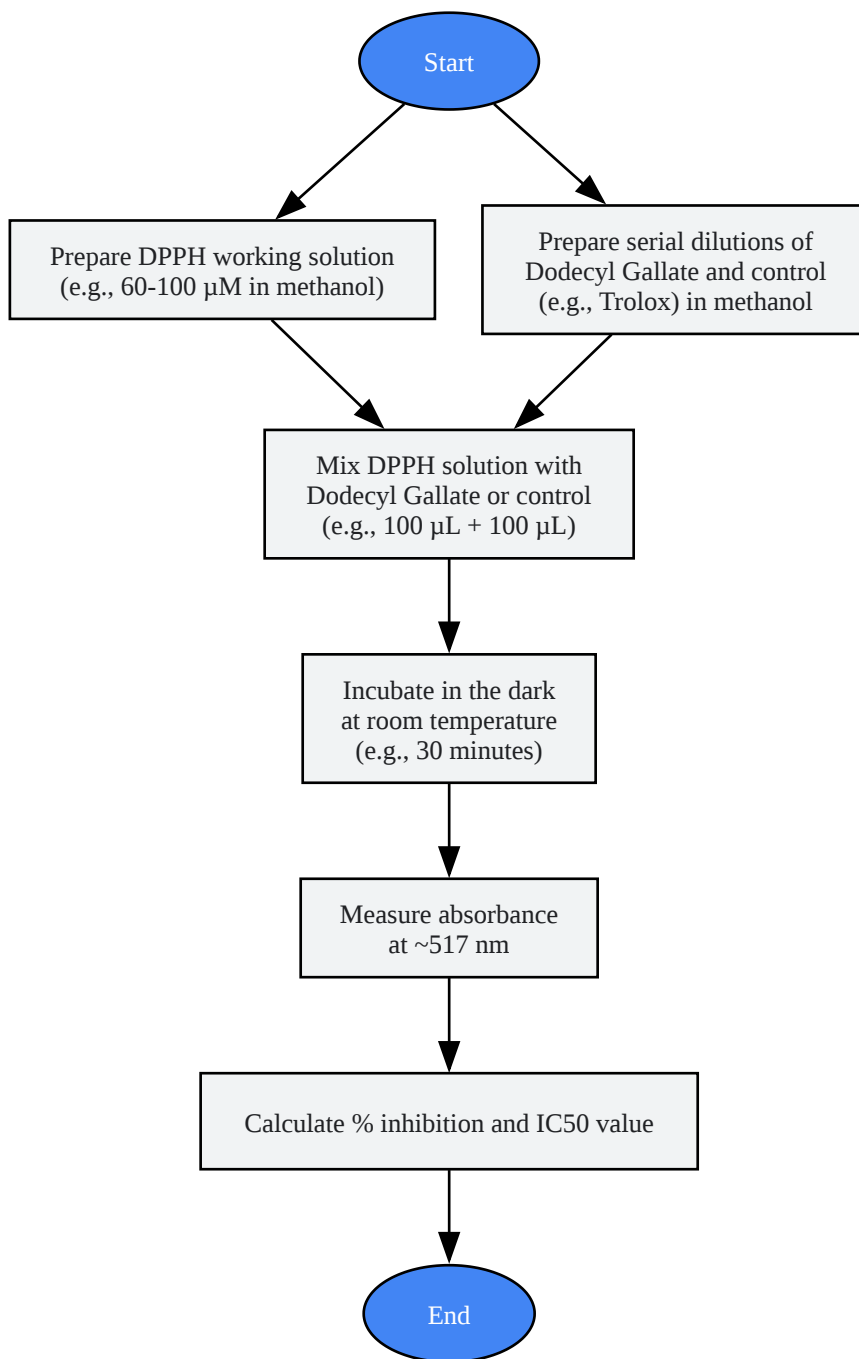 Start
Prepare DPPH working solution
(e.g., 60-100 µM in methanol)
Prepare serial dilutions of
Dodecyl Gallate and control
(e.g., Trolox) in methanol
Mix DPPH solution with
Dodecyl Gallate or control
(e.g., 100 µL + 100 µL)
Incubate in the dark
at room temperature
(e.g., 30 minutes)
Measure absorbance
at ~517 nm
Calculate % inhibition and IC50 value
End